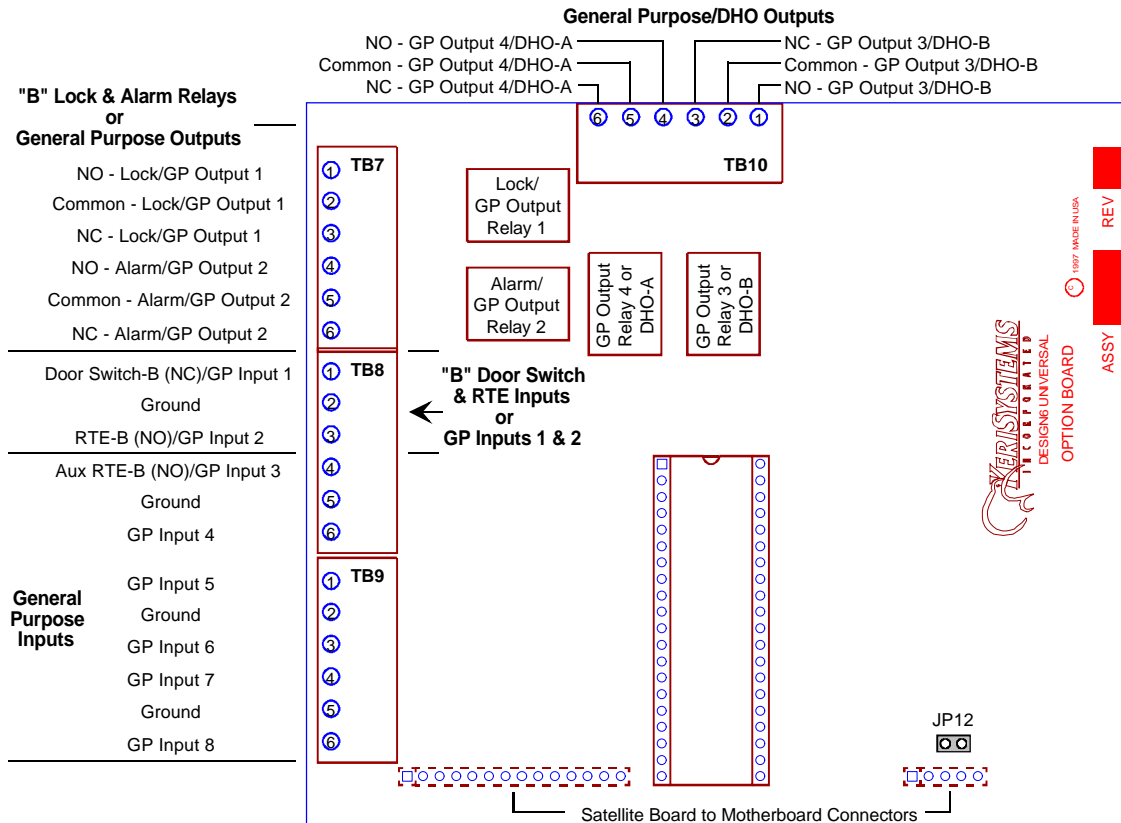 General Purpose/DHO Outputs
NO - GP Output 4/DHO-A
Common - GP Output 4/DHO-A
NC - GP Output 4/DHO-A
NC - GP Output 3/DHO-B
Common - GP Output 3/DHO-B
NO - GP Output 3/DHO-B
"B" Lock & Alarm Relays
or
General Purpose Outputs
6 5 4 3 2 1
TB10
NO - Lock/GP Output 1
Common - Lock/GP Output 1
NC - Lock/GP Output 1
NO - Alarm/GP Output 2
Common - Alarm/GP Output 2
NC - Alarm/GP Output 2
TB7
1
2
3
4
5
6
Lock/
GP Output
Relay 1
Alarm/
GP Output
Relay 2
GP Output
Relay 4 or
DHO-A
GP Output
Relay 3 or
DHO-B
Door Switch-B (NC)/GP Input 1
Ground
RTE-B (NO)/GP Input 2
Aux RTE-B (NO)/GP Input 3
Ground
GP Input 4
TB8
1
2
3
4
5
6
"B" Door Switch
& RTE Inputs
or
GP Inputs 1 & 2
General
Purpose
Inputs
GP Input 5
Ground
GP Input 6
GP Input 7
Ground
GP Input 8
TB9
1
2
3
4
5
6
VERISYSTEMS
INCORPORATED
DESIGN6 UNIVERSAL
OPTION BOARD
© 1997 MADE IN USA
ASSY
REV
JP12
Satellite Board to Motherboard Connectors